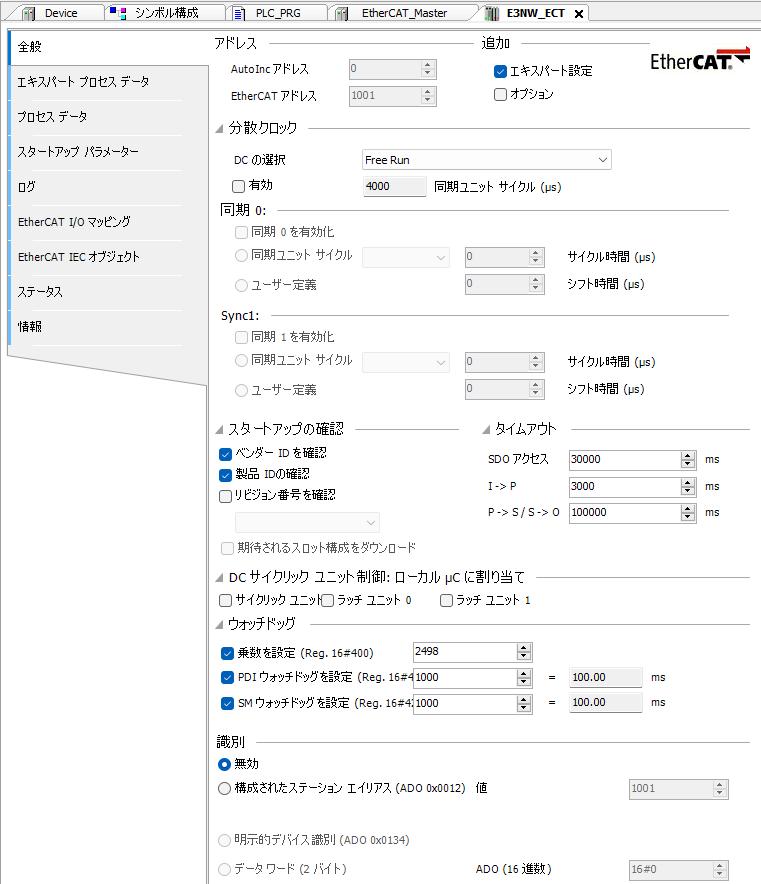 Device シンボル構成 PLC_PRG EtherCAT_Master E3NW_ECT
全般
エキスパート プロセス データ
プロセス データ
スタートアップ パラメーター
ログ
EtherCAT I/O マッピング
EtherCAT IEC オブジェクト
ステータス
情報
アドレス
AutoInc アドレス 0
EtherCAT アドレス 1001
追加
エキスパート設定
オプション
EtherCAT
分散クロック
DC の選択 Free Run
有効 4000 同期ユニット サイクル (µs)
同期 0:
同期 0 を有効化
同期ユニット サイクル 0 サイクル時間 (µs)
ユーザー定義 0 シフト時間 (µs)
Sync1:
同期 1 を有効化
同期ユニット サイクル 0 サイクル時間 (µs)
ユーザー定義 0 シフト時間 (µs)
スタートアップの確認
ベンダー ID を確認
製品 IDの確認
リビジョン番号を確認
期待されるスロット構成をダウンロード
タイムアウト
SDO アクセス 30000 ms
I -> P 3000 ms
P -> S / S -> O 100000 ms
DC サイクリック ユニット制御: ローカル µC に割り当て
サイクリック ユニット ラッチ ユニット 0 ラッチ ユニット 1
ウォッチドッグ
乗数を設定 (Reg. 16#400) 2498
PDI ウォッチドッグを設定 (Reg. 16#4 1000 = 100.00 ms
SM ウォッチドッグを設定 (Reg. 16#42 1000 = 100.00 ms
識別
無効
構成されたステーション エイリアス (ADO 0x0012) 値 1001
明示的デバイス識別 (ADO 0x0134)
データ ワード (2 バイト) ADO (16 進数) 16#0